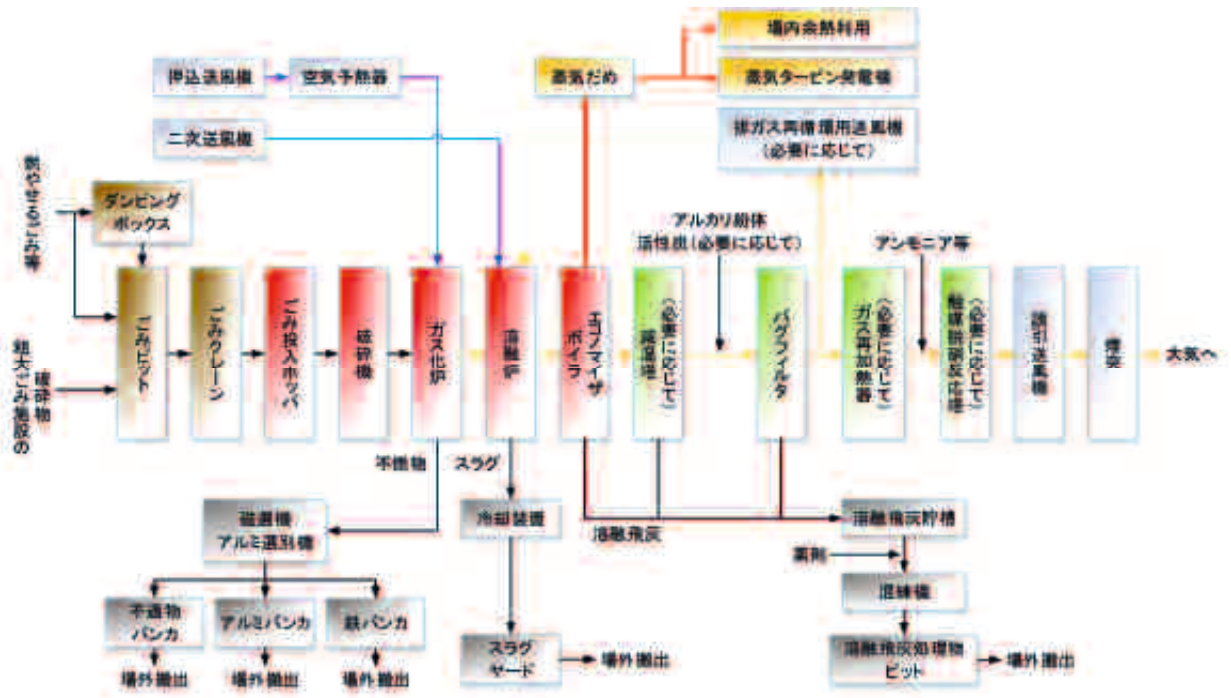 場内余熱利用
押込送風機
空気予熱器
蒸気だめ
蒸気タービン発電機
二次送風機
排ガス再循環用送風機
(必要に応じて)
燃やせるごみ等
ダンピング
ボックス
アルカリ粉体
活性炭(必要に応じて)
アンモニア等
ごみピット
ごみクレーン
ごみ投入ホッパ
破砕機
ガス化炉
溶融炉
エコノマイザ
ボイラ
(必要に応じて)
減温塔
バグフィルタ
(必要に応じて)
ガス再加熱器
(必要に応じて)
触媒脱硝反応塔
誘引送風機
煙突
大気へ
破砕物
粗大ごみ施設の
不燃物
スラグ
磁選機
アルミ選別機
冷却装置
溶融飛灰
溶融飛灰貯槽
薬剤
混練機
不適物
バンカ
アルミバンカ
鉄バンカ
スラグ
ヤード
場外搬出
溶融飛灰処理物
ピット
場外搬出
場外搬出
場外搬出
場外搬出